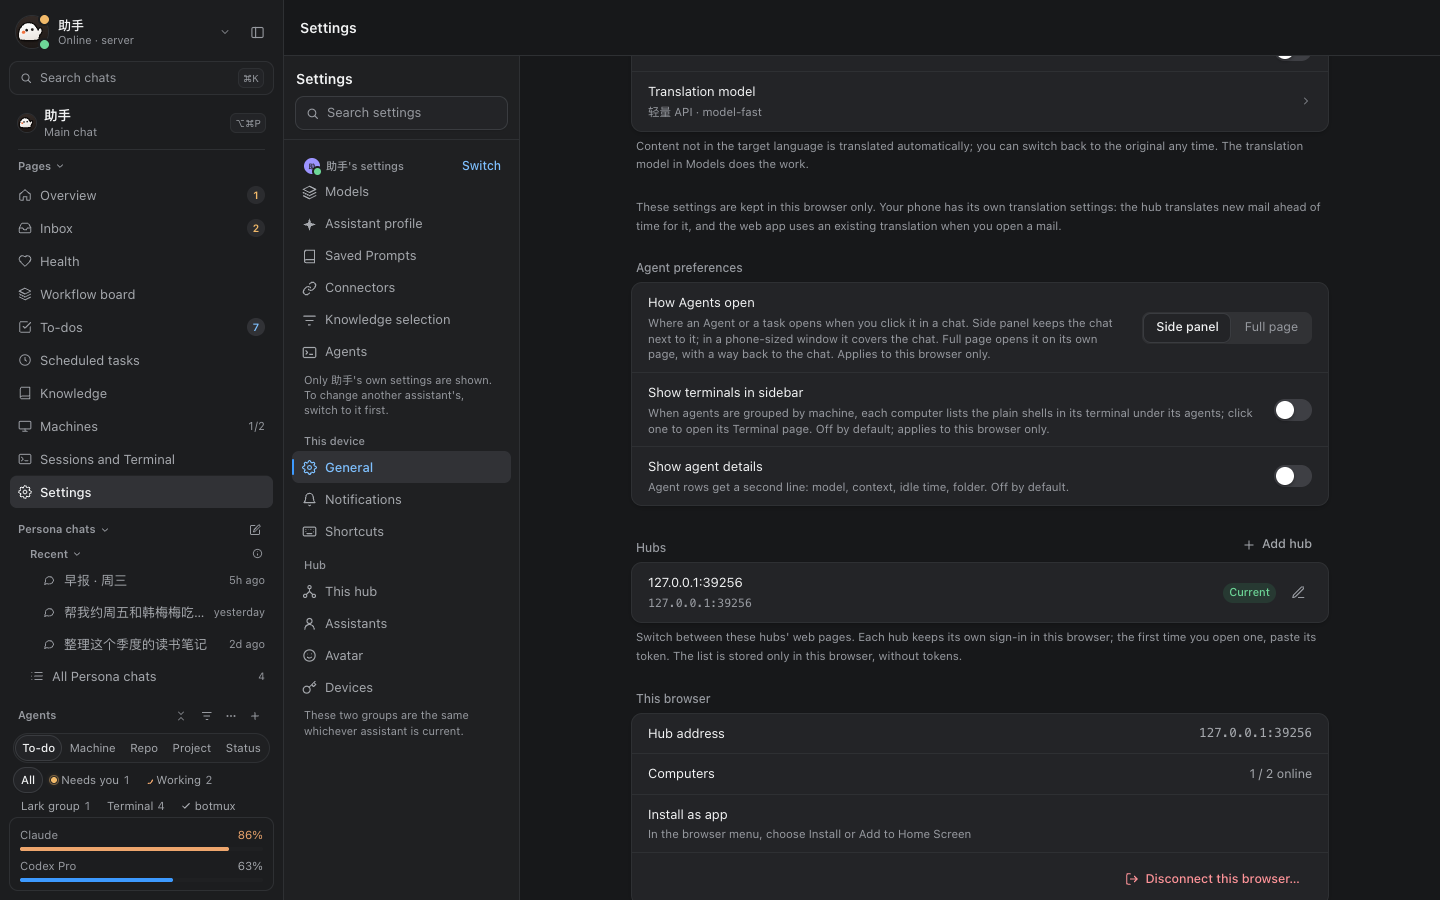 助手
Online · server
Search chats
⌘K
助手
Main chat
⌥⌘P
Pages
Overview
1
Inbox
2
Health
Workflow board
To-dos
7
Scheduled tasks
Knowledge
Machines
1/2
Sessions and Terminal
Settings
Persona chats
Recent
早报 · 周三
5h ago
帮我约周五和韩梅梅吃...
yesterday
整理这个季度的读书笔记
2d ago
All Persona chats
4
Agents
To-do
Machine
Repo
Project
Status
All
Needs you 1
Working 2
Lark group 1
Terminal 4
botmux
Claude
86%
Codex Pro
63%
Settings
Settings
Search settings
助手's settings
Switch
Models
Assistant profile
Saved Prompts
Connectors
Knowledge selection
Agents
Only 助手's own settings are shown.
To change another assistant's,
switch to it first.
This device
General
Notifications
Shortcuts
Hub
This hub
Assistants
Avatar
Devices
These two groups are the same
whichever assistant is current.
Translation model
轻量 API · model-fast
Content not in the target language is translated automatically; you can switch back to the original any time. The translation
model in Models does the work.
These settings are kept in this browser only. Your phone has its own translation settings: the hub translates new mail ahead of
time for it, and the web app uses an existing translation when you open a mail.
Agent preferences
How Agents open
Where an Agent or a task opens when you click it in a chat. Side panel keeps the chat
next to it; in a phone-sized window it covers the chat. Full page opens it on its own
page, with a way back to the chat. Applies to this browser only.
Side panel
Full page
Show terminals in sidebar
When agents are grouped by machine, each computer lists the plain shells in its terminal under its agents; click
one to open its Terminal page. Off by default; applies to this browser only.
Show agent details
Agent rows get a second line: model, context, idle time, folder. Off by default.
Hubs
Add hub
127.0.0.1:39256
127.0.0.1:39256
Current
Switch between these hubs' web pages. Each hub keeps its own sign-in in this browser; the first time you open one, paste its
token. The list is stored only in this browser, without tokens.
This browser
Hub address
127.0.0.1:39256
Computers
1 / 2 online
Install as app
In the browser menu, choose Install or Add to Home Screen
Disconnect this browser...